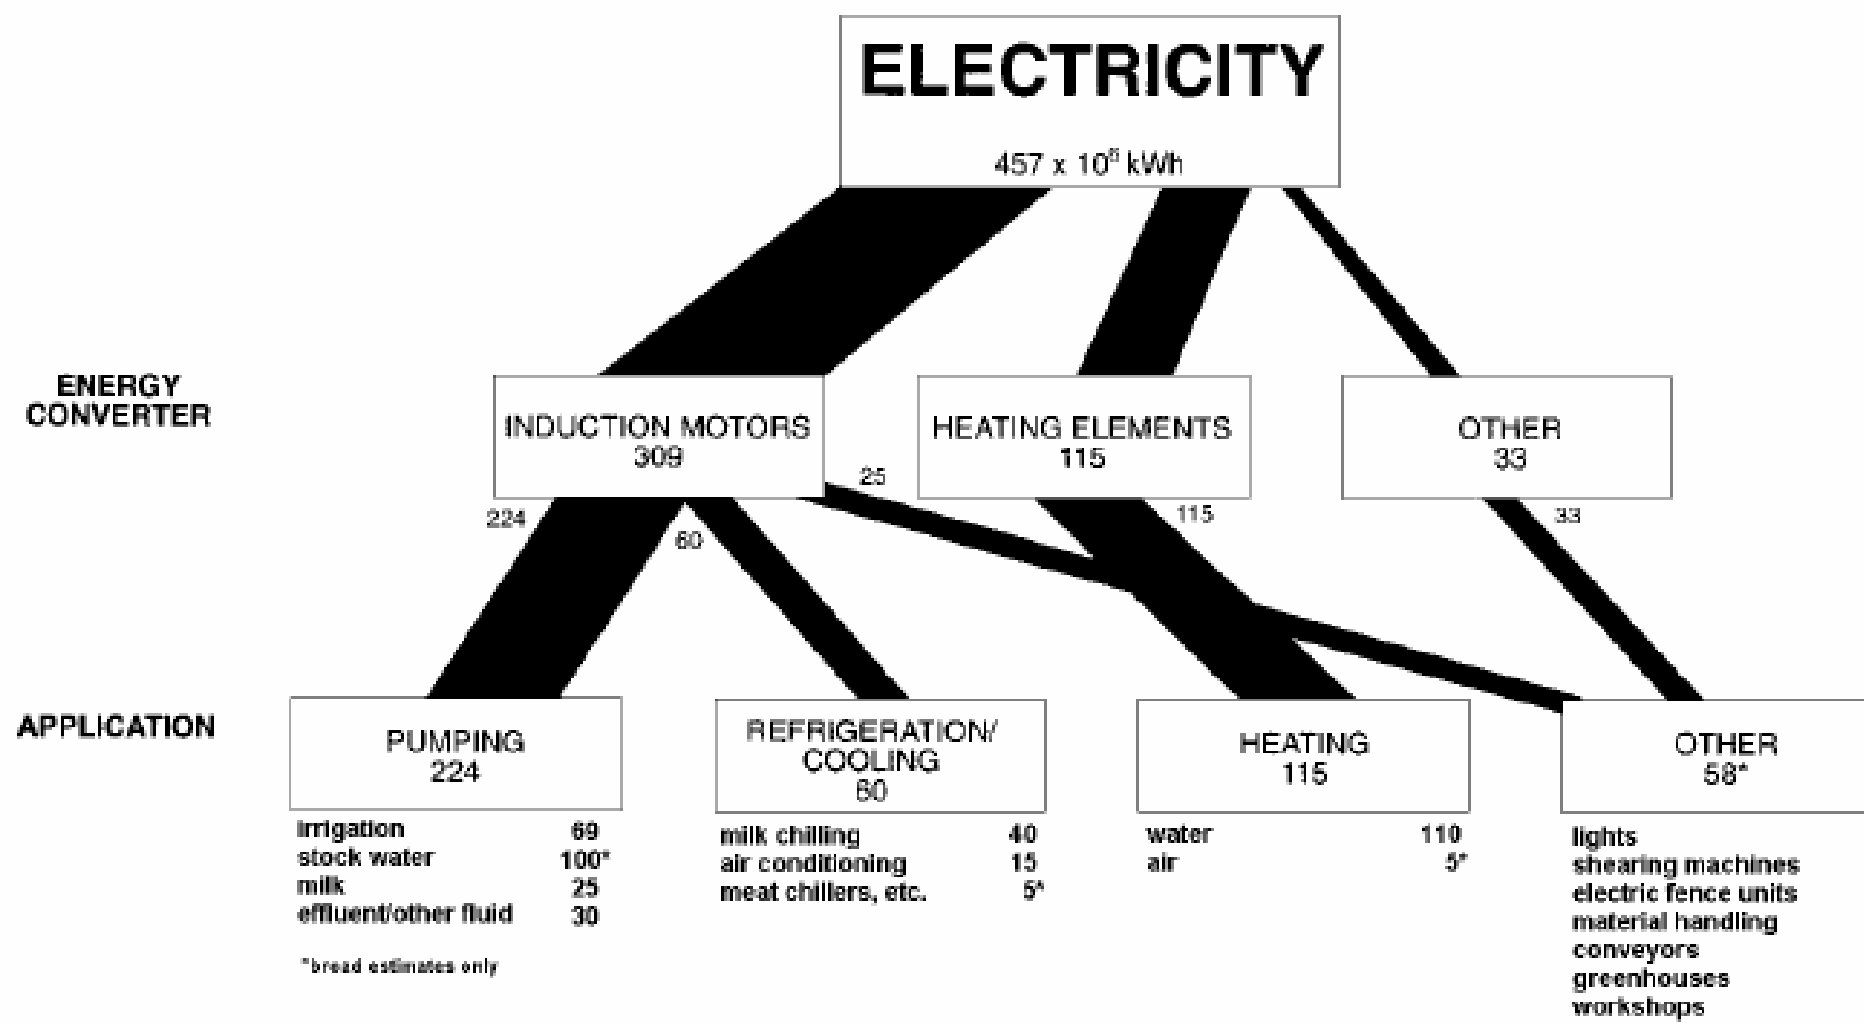 ELECTRICITY
457 x 10⁶ kWh
ENERGY
CONVERTER
INDUCTION MOTORS
309
HEATING ELEMENTS
115
OTHER
33
224
60
25
115
33
APPLICATION
PUMPING
224
REFRIGERATION/
COOLING
60
HEATING
115
OTHER
58*
irrigation 69
stock water 100*
milk 25
effluent/other fluid 30
*broad estimates only
milk chilling 40
air conditioning 15
meat chillers, etc. 5*
water 110
air 5*
lights
shearing machines
electric fence units
material handling
conveyors
greenhouses
workshops